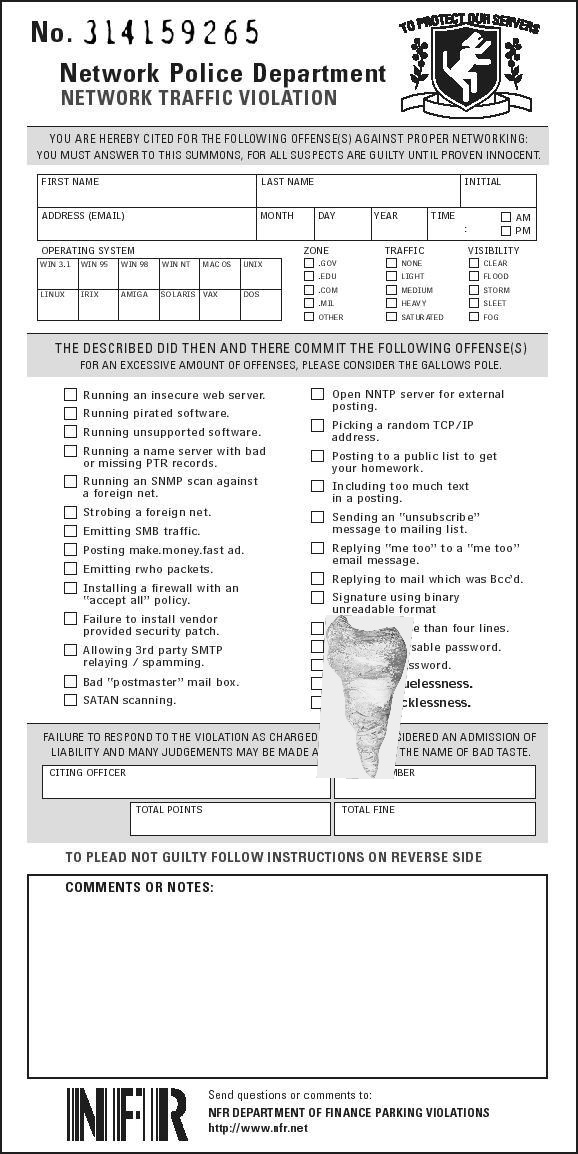 No. 314159265
TO PROTECT OUR SERVERS
Network Police Department
NETWORK TRAFFIC VIOLATION
YOU ARE HEREBY CITED FOR THE FOLLOWING OFFENSE(S) AGAINST PROPER NETWORKING:
YOU MUST ANSWER TO THIS SUMMONS, FOR ALL SUSPECTS ARE GUILTY UNTIL PROVEN INNOCENT.
FIRST NAME LAST NAME INITIAL
ADDRESS (EMAIL) MONTH DAY YEAR TIME : AM
PM
OPERATING SYSTEM
WIN 3.1 WIN 95 WIN 98 WIN NT MAC OS UNIX
LINUX IRIX AMIGA SOLARIS VAX DOS
ZONE
.GOV
.EDU
.COM
.MIL
OTHER
TRAFFIC
NONE
LIGHT
MEDIUM
HEAVY
SATURATED
VISIBILITY
CLEAR
FLOOD
STORM
SLEET
FOG
THE DESCRIBED DID THEN AND THERE COMMIT THE FOLLOWING OFFENSE(S)
FOR AN EXCESSIVE AMOUNT OF OFFENSES, PLEASE CONSIDER THE GALLOWS POLE.
Running an insecure web server.
Running pirated software.
Running unsupported software.
Running a name server with bad
or missing PTR records.
Running an SNMP scan against
a foreign net.
Strobing a foreign net.
Emitting SMB traffic.
Posting make.money.fast ad.
Emitting rwho packets.
Installing a firewall with an
"accept all" policy.
Failure to install vendor
provided security patch.
Allowing 3rd party SMTP
relaying / spamming.
Bad "postmaster" mail box.
SATAN scanning.
Open NNTP server for external
posting.
Picking a random TCP/IP
address.
Posting to a public list to get
your homework.
Including too much text
in a posting.
Sending an "unsubscribe"
message to mailing list.
Replying "me too" to a "me too"
email message.
Replying to mail which was Bcc'd.
Signature using binary
unreadable format
e than four lines.
sable password.
ssword.
uelessness.
cklessness.
FAILURE TO RESPOND TO THE VIOLATION AS CHARGED SIDERED AN ADMISSION OF
LIABILITY AND MANY JUDGEMENTS MAY BE MADE A THE NAME OF BAD TASTE.
CITING OFFICER MBER
TOTAL POINTS TOTAL FINE
TO PLEAD NOT GUILTY FOLLOW INSTRUCTIONS ON REVERSE SIDE
COMMENTS OR NOTES:
NFR
Send questions or comments to:
NFR DEPARTMENT OF FINANCE PARKING VIOLATIONS
http://www.nfr.net